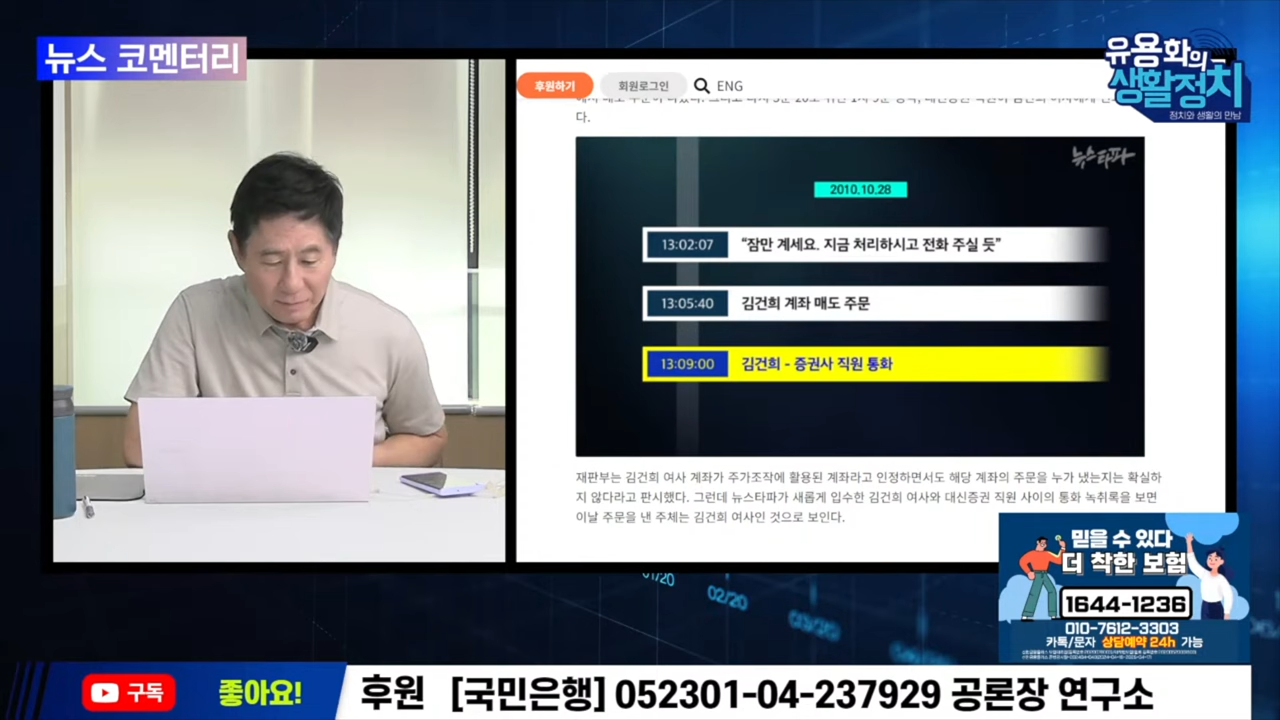 뉴스 코멘터리
유용화의
생활정치
정치와 생활의 만남
후원하기
회원로그인
ENG
다.
뉴스타파
2010.10.28
13:02:07 “잠만 계세요. 지금 처리하시고 전화 주실 듯”
13:05:40 김건희 계좌 매도 주문
13:09:00 김건희 - 증권사 직원 통화
재판부는 김건희 여사 계좌가 주가조작에 활용된 계좌라고 인정하면서도 해당 계좌의 주문을 누가 냈는지는 확실하
지 않다라고 판시했다. 그런데 뉴스타파가 새롭게 입수한 김건희 여사와 대신증권 직원 사이의 통화 녹취록을 보면
이날 주문을 낸 주체는 김건희 여사인 것으로 보인다.
믿을 수 있다
더 착한 보험
1644-1236
010-7612-3303
카톡/문자 상담예약 24h 가능
01/20
02/20
03/20
구독
좋아요!
후원 [국민은행] 052301-04-237929 공론장 연구소